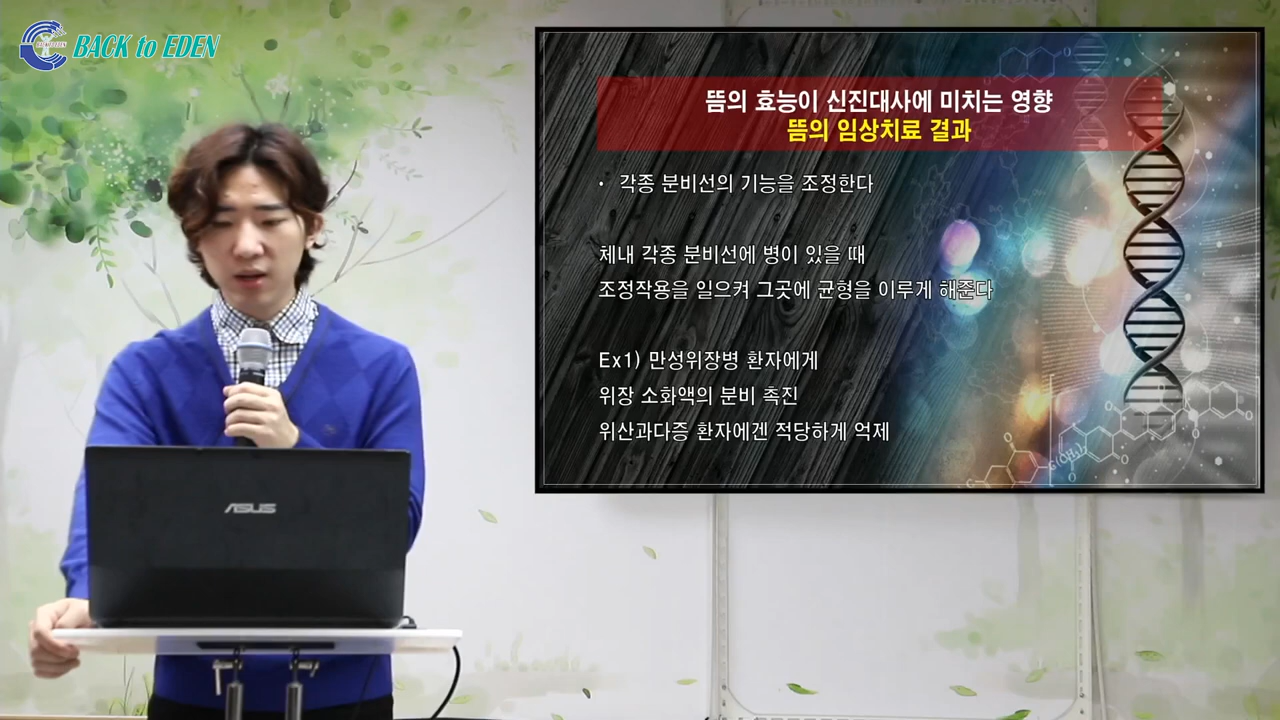 BACK to EDEN
뜸의 효능이 신진대사에 미치는 영향
뜸의 임상치료 결과
• 각종 분비선의 기능을 조정한다
체내 각종 분비선에 병이 있을 때
조정작용을 일으켜 그곳에 균형을 이루게 해준다
Ex1) 만성위장병 환자에게
위장 소화액의 분비 촉진
위산과다증 환자에겐 적당하게 억제
ASUS